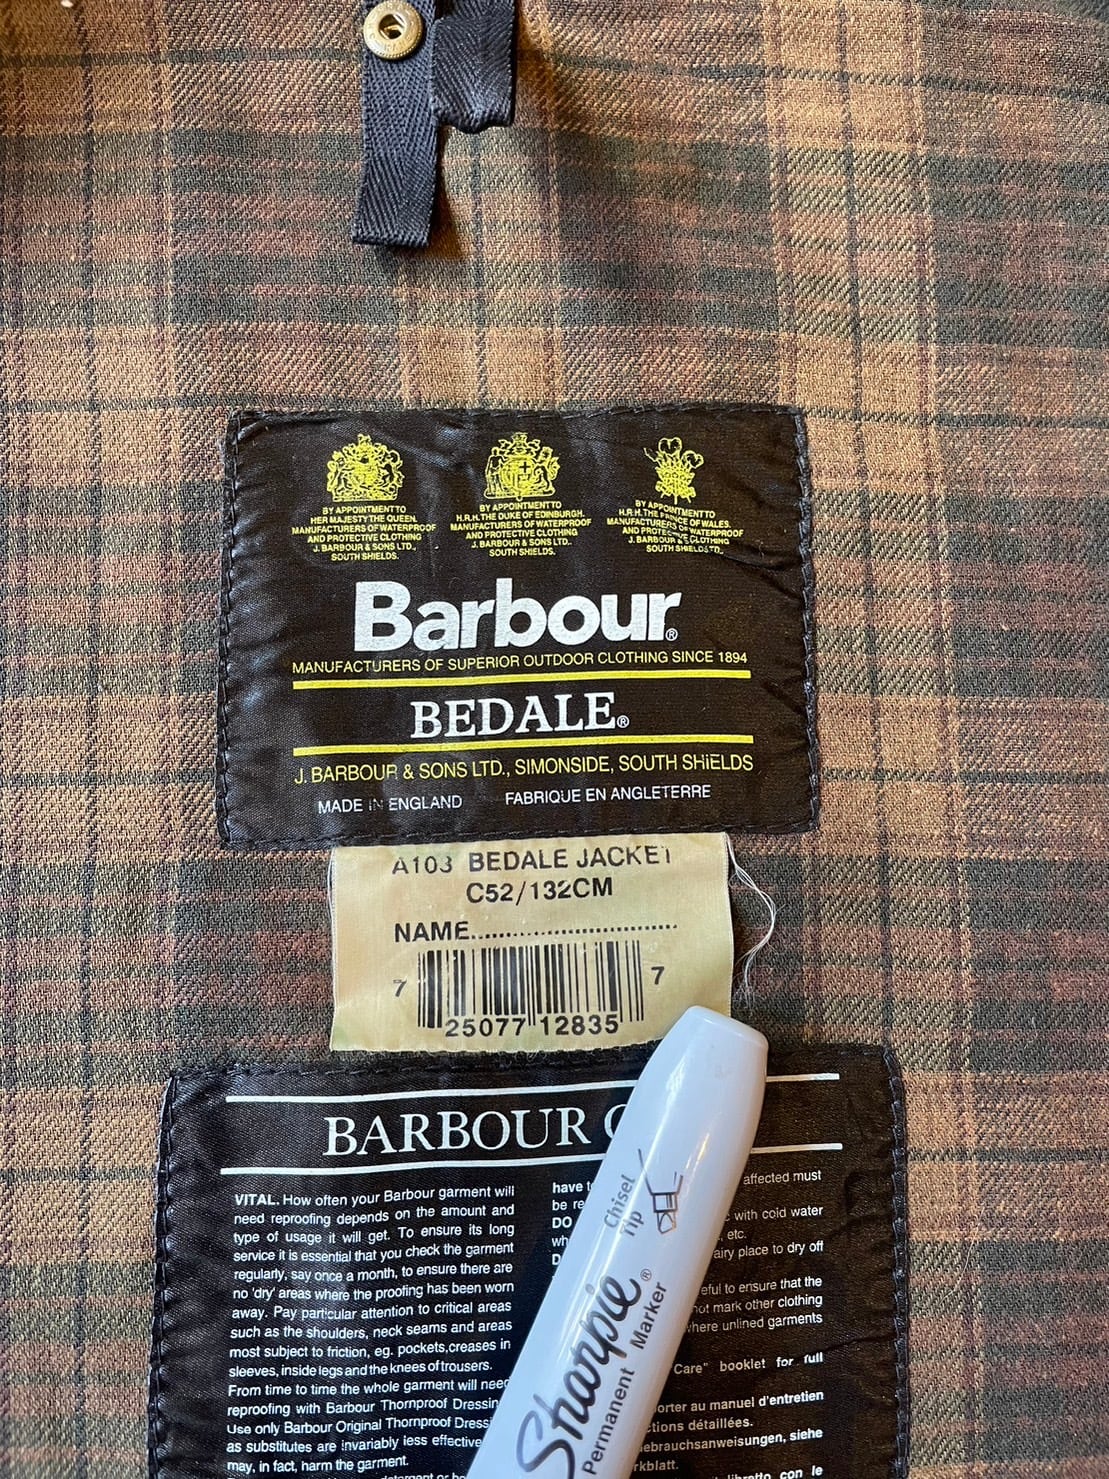 BY APPOINTMENT TO
HER MAJESTY THE QUEEN.
MANUFACTURERS OF WATERPROOF
AND PROTECTIVE CLOTHING
J. BARBOUR & SONS LTD.,
SOUTH SHIELDS.
BY APPOINTMENT TO
H.R.H. THE DUKE OF EDINBURGH.
MANUFACTURERS OF WATERPROOF
AND PROTECTIVE CLOTHING
J. BARBOUR & SONS LTD..
SOUTH SHIELDS.
BY APPOINTMENT TO
H.R.H. THE PRINCE OF WALES.
MANUFACTURERS OF WATERPROOF
AND PROTECTIVE CLOTHING
J. BARBOUR & SONS LTD.
SOUTH SHIELDS
Barbour®
MANUFACTURERS OF SUPERIOR OUTDOOR CLOTHING SINCE 1894
BEDALE®
J. BARBOUR & SONS LTD., SIMONSIDE, SOUTH SHiELDS
MADE IN ENGLAND FABRIQUE EN ANGLETERRE
A103 BEDALE JACKET
C52/132CM
NAME..............................
7 25077 12835 7
BARBOUR
VITAL. How often your Barbour garment will
need reproofing depends on the amount and
type of usage it will get. To ensure its long
service it is essential that you check the garment
regularly, say once a month, to ensure there are
no 'dry' areas where the proofing has been worn
away. Pay particular attention to critical areas
such as the shoulders, neck seams and areas
most subject to friction, eg. pockets,creases in
sleeves, inside legs and the knees of trousers.
From time to time the whole garment will need
reproofing with Barbour Thornproof Dressin
Use only Barbour Original Thornproof Dressi
as substitutes are invariably less effective
may, in fact, harm the garment.
have affected must
be with cold water
DO etc.
airy place to dry off
eful to ensure that the
not mark other clothing
where unlined garments
Care" booklet for full
porter au manuel d'entretien
ctions détaillées.
ebrauchsanweisungen, siehe
rkblatt.
libretto con le
Chisel
Tip
Sharpie®
Permanent Marker